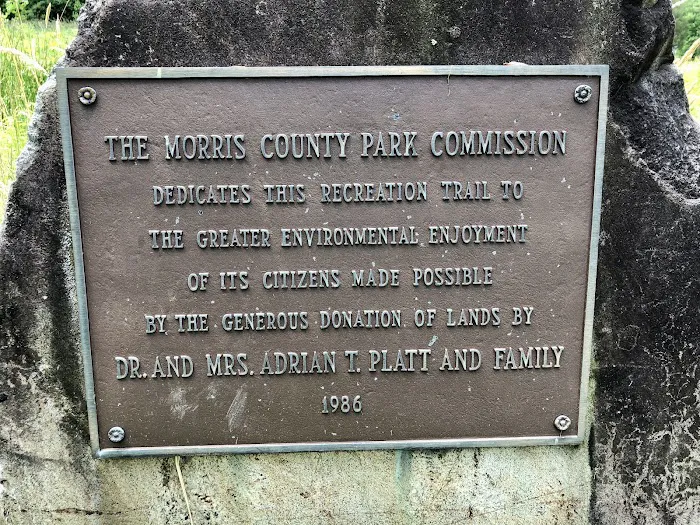 THE MORRIS COUNTY PARK COMMISSION
DEDICATES THIS RECREATION TRAIL TO
THE GREATER ENVIRONMENTAL ENJOYMENT
OF ITS CITIZENS MADE POSSIBLE
BY THE GENEROUS DONATION OF LANDS BY
DR. AND MRS. ADRIAN T. PLATT AND FAMILY
1986